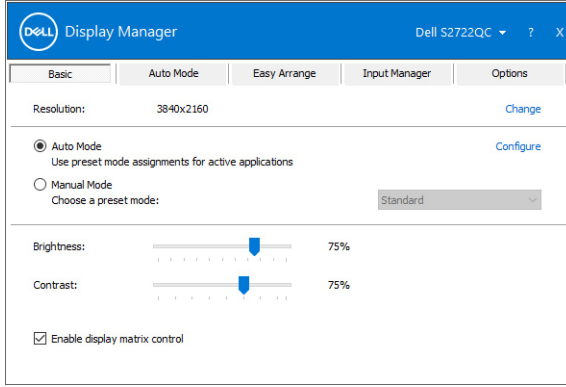 DELL Display Manager Dell S2722QC ? X
Basic Auto Mode Easy Arrange Input Manager Options
Resolution: 3840x2160 Change
Auto Mode Configure
Use preset mode assignments for active applications
Manual Mode
Choose a preset mode: Standard
Brightness: 75%
Contrast: 75%
Enable display matrix control